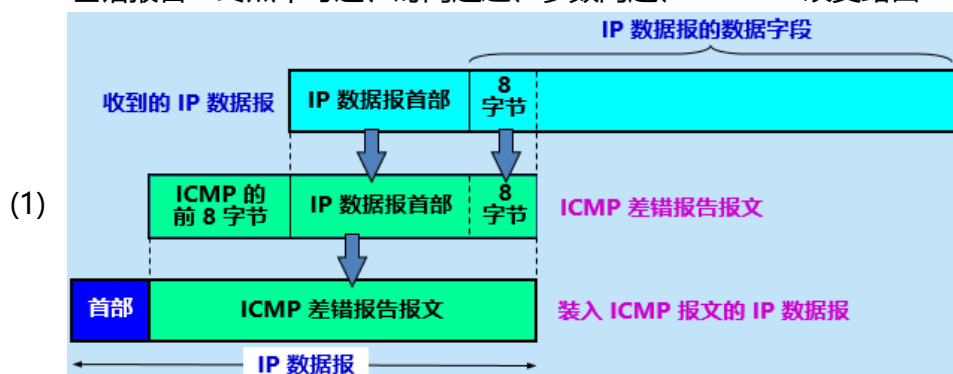 IP 数据报的数据字段
收到的 IP 数据报
IP 数据报首部
8
字节
(1)
ICMP 的
前 8 字节
IP 数据报首部
8
字节
ICMP 差错报告报文
首部
ICMP 差错报告报文
装入 ICMP 报文的 IP 数据报
IP 数据报